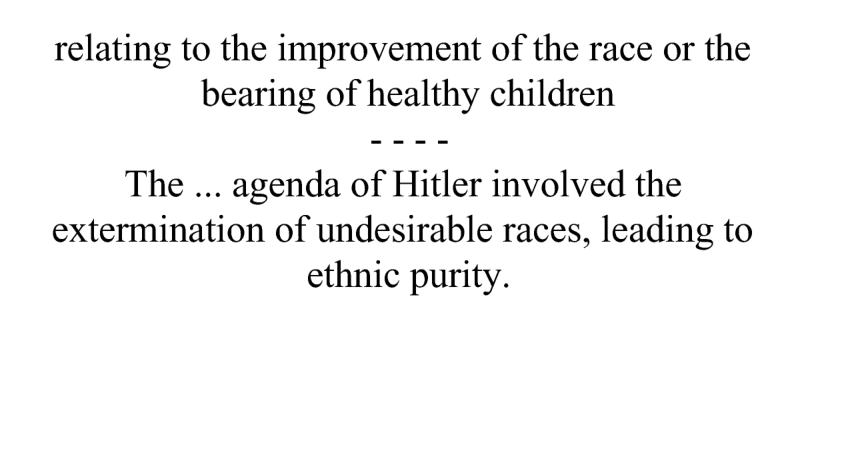 relating to the improvement of the race or the
bearing of healthy children
- - - -
The ... agenda of Hitler involved the
extermination of undesirable races, leading to
ethnic purity.